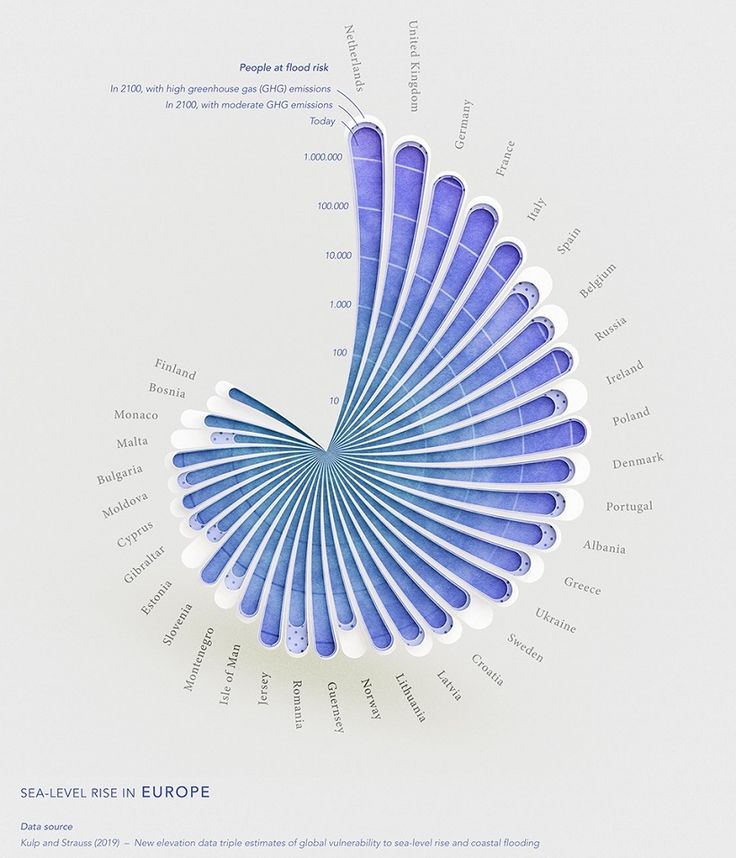 People at flood risk
In 2100, with high greenhouse gas (GHG) emissions
In 2100, with moderate GHG emissions
Today
1.000.000
100.000
10.000
1.000
100
10
Netherlands
United Kingdom
Germany
France
Italy
Spain
Belgium
Russia
Ireland
Poland
Denmark
Portugal
Albania
Greece
Ukraine
Sweden
Croatia
Latvia
Lithuania
Norway
Guernsey
Romania
Jersey
Isle of Man
Montenegro
Slovenia
Estonia
Gibraltar
Cyprus
Moldova
Bulgaria
Malta
Monaco
Bosnia
Finland
SEA-LEVEL RISE IN EUROPE
Data source
Kulp and Strauss (2019) – New elevation data triple estimates of global vulnerability to sea-level rise and coastal flooding